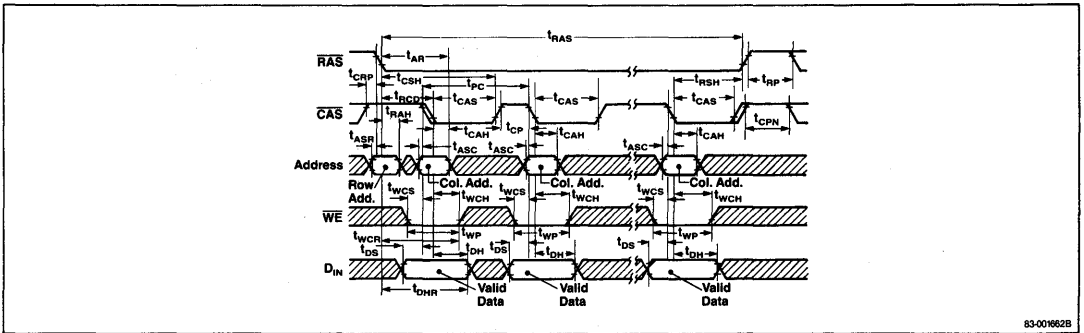 tRAS
tAR
RAS
tCRP
tCSH
tPC
tRSH
tRP
tRCD
tCAS
tCAS
tCAS
CAS
tRAH
tCAH
tCP
tCAH
tCAH
tCPN
tASR
tASC
tASC
tASC
Address
Row Add.
Col. Add.
Col. Add.
Col. Add.
tWCS
tWCH
tWCS
tWCH
tWCS
tWCH
WE
tWCR
tWP
tWP
tWP
tDS
tDH
tDS
tDH
tDS
tDH
DIN
tDHR
Valid Data
Valid Data
Valid Data
83-001662B